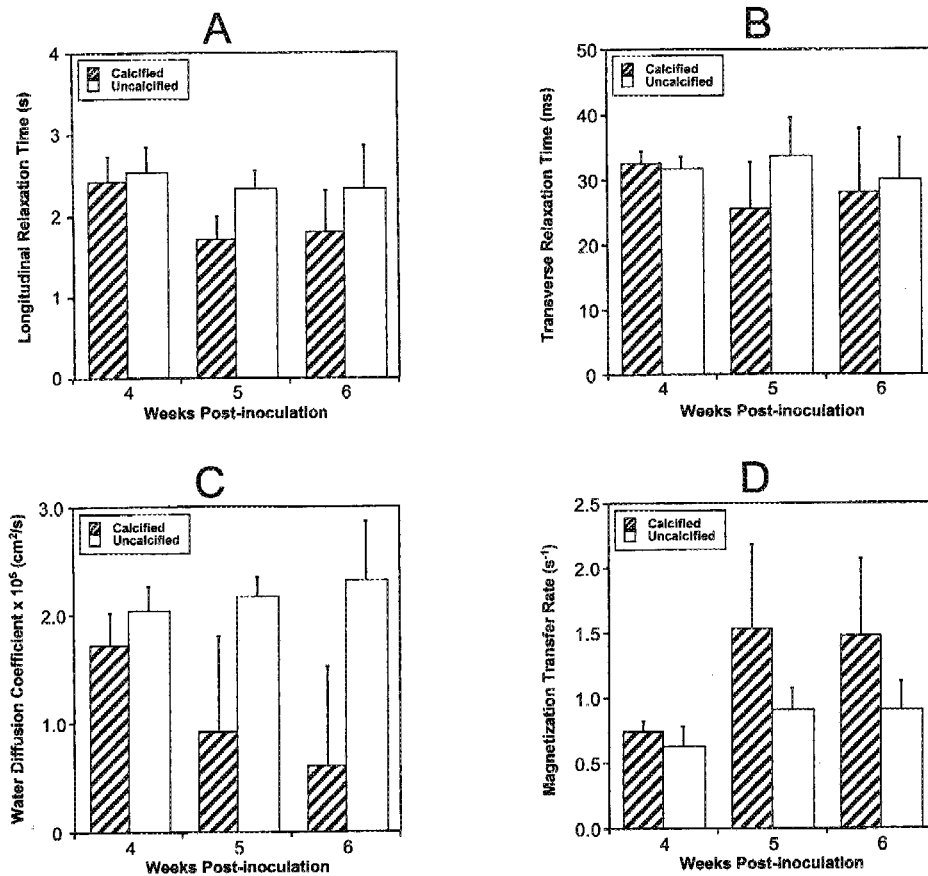 A
Longitudinal Relaxation Time (s)
4
3
2
1
0
Calcified
Uncalcified
4
5
6
Weeks Post-inoculation
B
Transverse Relaxation Time (ms)
50
40
30
20
10
0
Calcified
Uncalcified
4
5
6
Weeks Post-inoculation
C
Water Diffusion Coefficient x 10⁵ (cm²/s)
3.0
2.0
1.0
0
Calcified
Uncalcified
4
5
6
Weeks Post-inoculation
D
Magnetization Transfer Rate (s⁻¹)
2.5
2.0
1.5
1.0
0.5
0.0
Calcified
Uncalcified
4
5
6
Weeks Post-inoculation